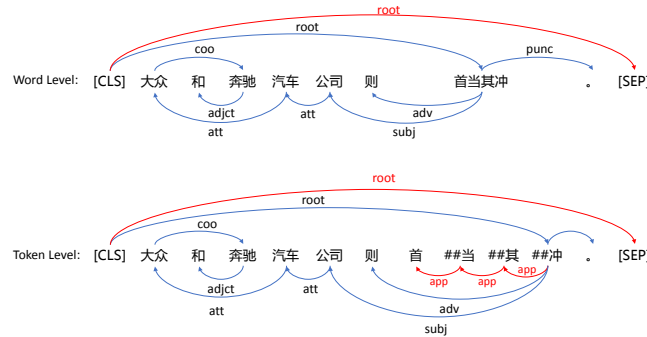 root
root
coo
punc
Word Level: [CLS] 大众 和 奔驰 汽车 公司 则 首当其冲 。 [SEP]
adjct att adv
att subj
root
root
coo
Token Level: [CLS] 大众 和 奔驰 汽车 公司 则 首 ##当 ##其 ##冲 。 [SEP]
adjct att app app app
att adv
subj